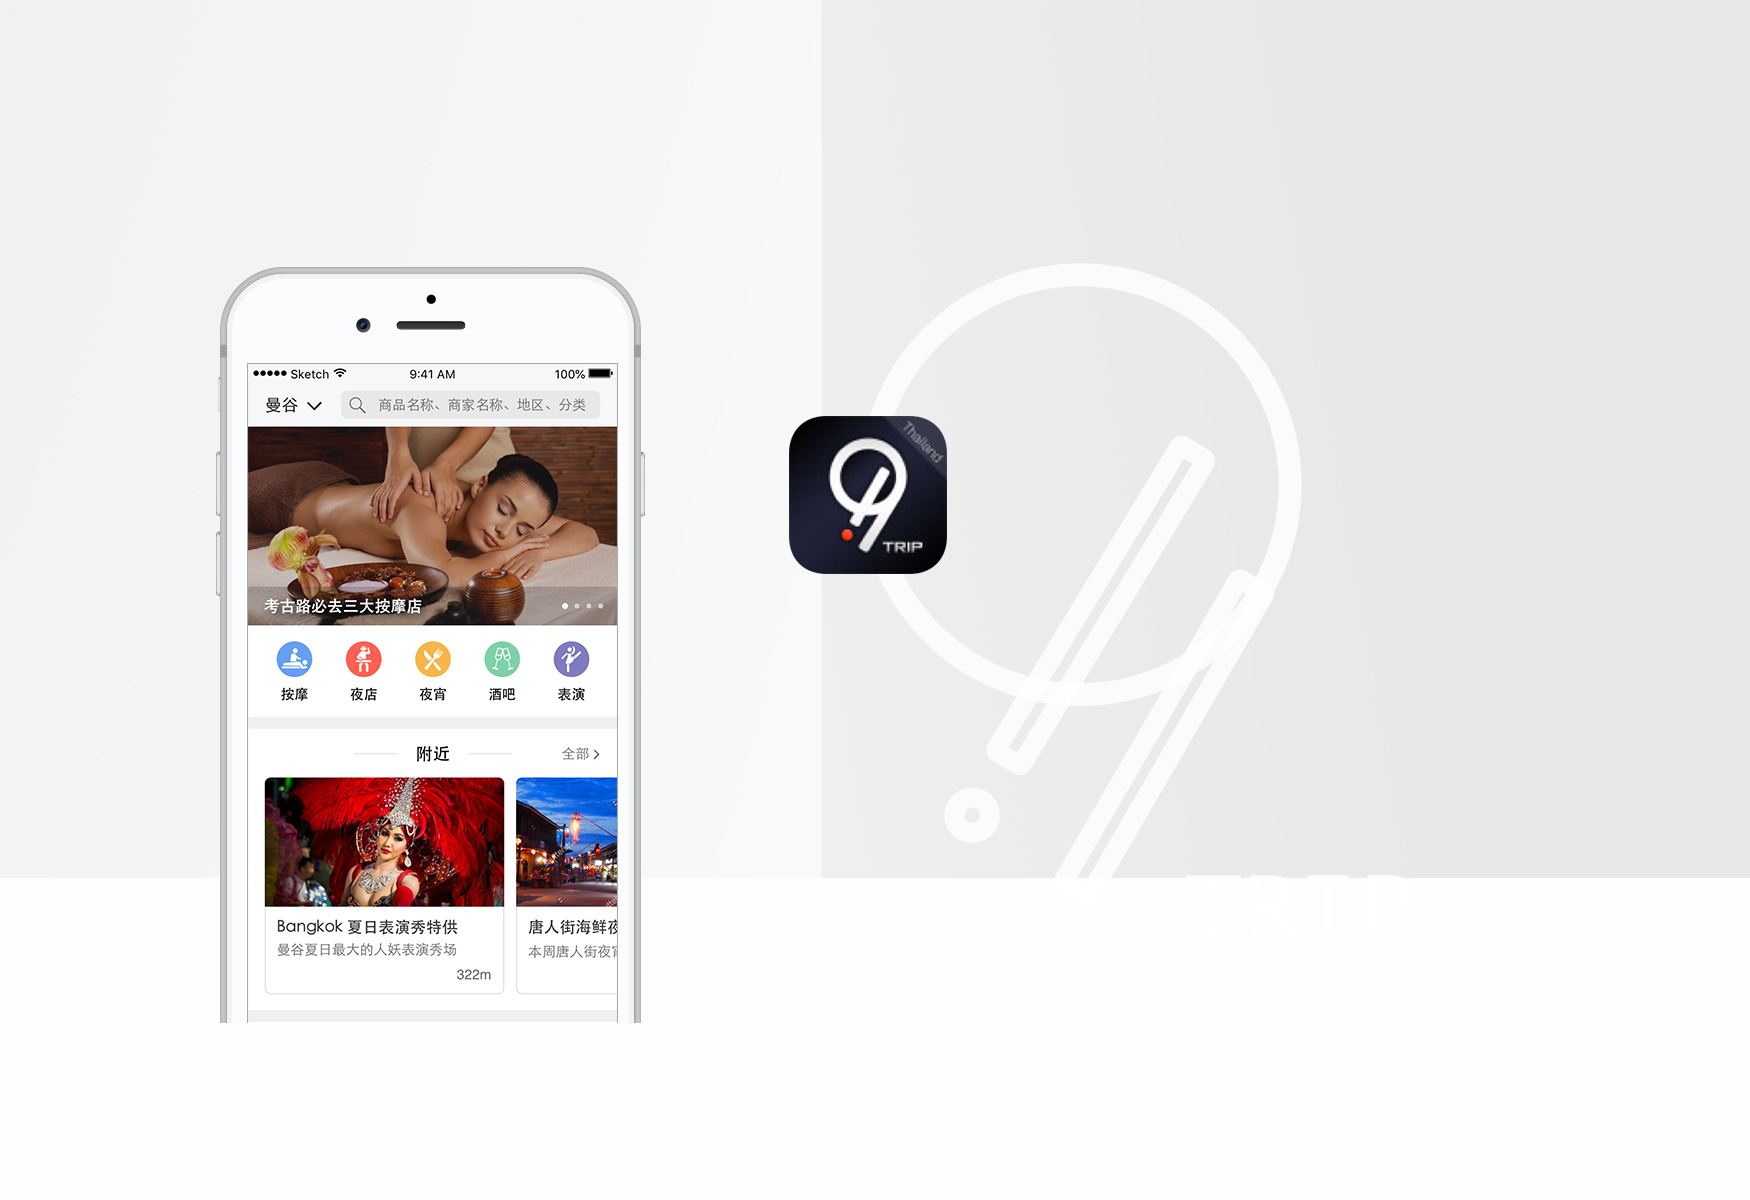 Sketch 9:41 AM 100%
曼谷 商品名称、商家名称、地区、分类
考古路必去三大按摩店
按摩 夜店 夜宵 酒吧 表演
附近 全部
Bangkok 夏日表演秀特供
曼谷夏日最大的人妖表演秀场
322m
唐人街海鲜夜
本周唐人街夜宵
Thailand
TRIP
TRIP